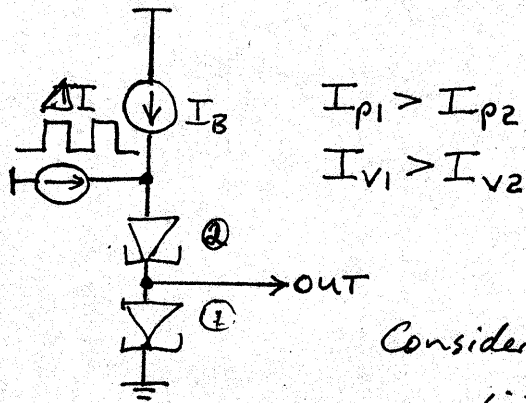 ΔI
I_B
I_P1 > I_P2
I_V1 > I_V2
②
OUT
①
Consider